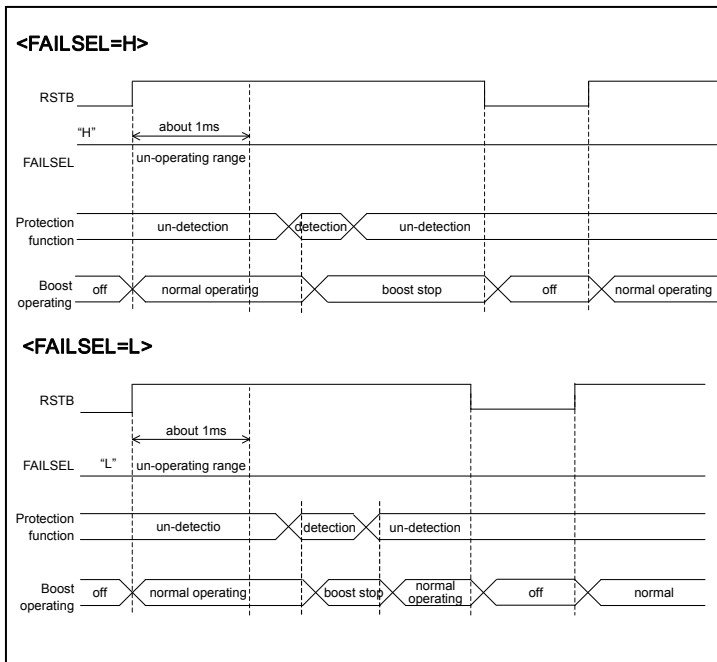 <FAILSEL=H>
RSTB
"H"
about 1ms
FAILSEL
un-operating range
Protection
function
un-detection
detection
un-detection
Boost
operating
off
normal operating
boost stop
off
normal operating
<FAILSEL=L>
RSTB
about 1ms
FAILSEL
"L"
un-operating range
Protection
function
un-detectio
detection
un-detection
Boost
operating
off
normal operating
boost stop
normal
operating
off
normal